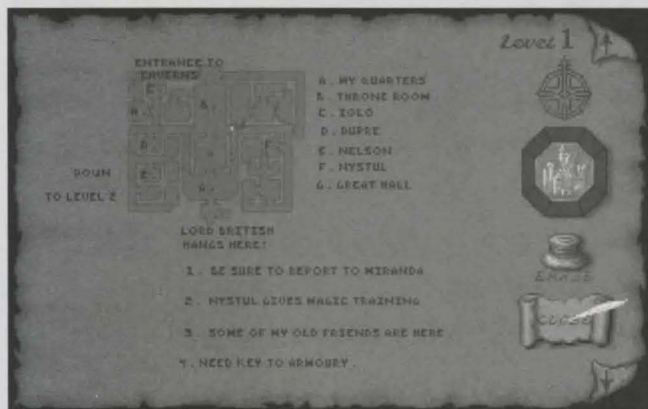 Level 1
ENTRANCE TO
CAVERNS
A. MY QUARTERS
B. THRONE ROOM
C. IOLO
D. DUPRE
E. NELSON
F. NYSTUL
G. GREAT HALL
C
A.
B.
D.
F
E.
DOWN
TO LEVEL 2
LORD BRITISH
HANGS HERE!
1. BE SURE TO REPORT TO MIRANDA
2. NYSTUL GIVES MAGIC TRAINING
3. SOME OF MY OLD FRIENDS ARE HERE
4. NEED KEY TO ARMOURY.
ERASE
CLOSE